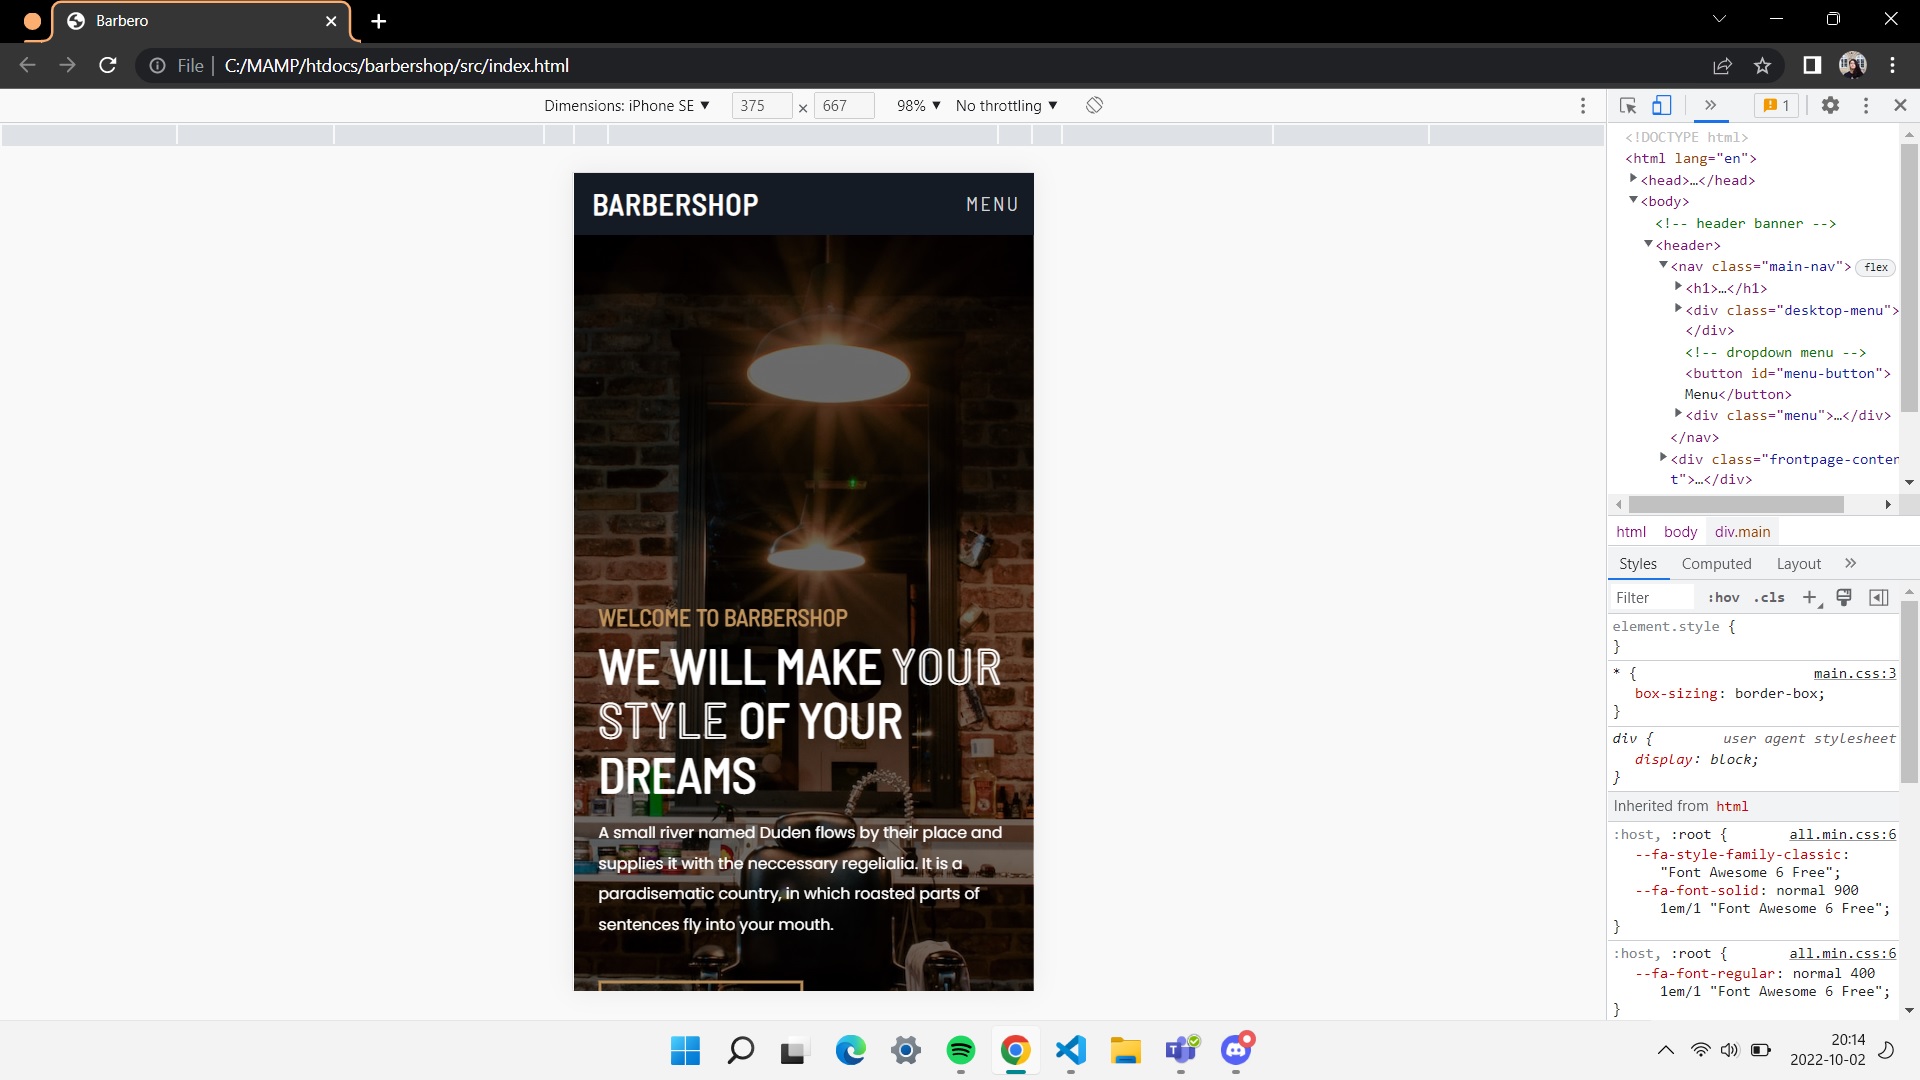 Barbero
File
C:/MAMP/htdocs/barbershop/src/index.html
Dimensions: iPhone SE ▼ 375 × 667 98% ▼ No throttling ▼
1
BARBERSHOP MENU
WELCOME TO BARBERSHOP
WE WILL MAKE YOUR
STYLE OF YOUR
DREAMS
A small river named Duden flows by their place and
supplies it with the neccessary regelialia. It is a
paradisematic country, in which roasted parts of
sentences fly into your mouth.
<!DOCTYPE html>
<html lang="en">
<head>…</head>
<body>
<!-- header banner -->
<header>
<nav class="main-nav"> flex
<h1>…</h1>
<div class="desktop-menu">
</div>
<!-- dropdown menu -->
<button id="menu-button">
Menu</button>
<div class="menu">…</div>
</nav>
<div class="frontpage-conten
t">…</div>
html body div.main
Styles Computed Layout »
Filter :hov .cls +
element.style {
}
* { main.css:3
box-sizing: border-box;
}
div { user agent stylesheet
display: block;
}
Inherited from html
:host, :root { all.min.css:6
--fa-style-family-classic:
"Font Awesome 6 Free";
--fa-font-solid: normal 900
1em/1 "Font Awesome 6 Free";
}
:host, :root { all.min.css:6
--fa-font-regular: normal 400
1em/1 "Font Awesome 6 Free";
}
20:14
2022-10-02